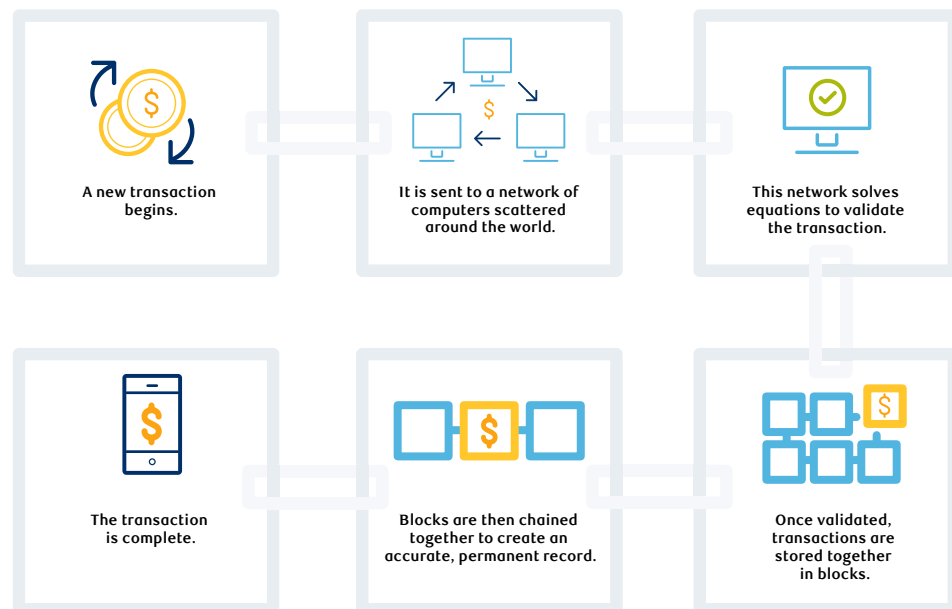 A new transaction
begins.
It is sent to a network of
computers scattered
around the world.
This network solves
equations to validate
the transaction.
Once validated,
transactions are
stored together
in blocks.
Blocks are then chained
together to create an
accurate, permanent record.
The transaction
is complete.